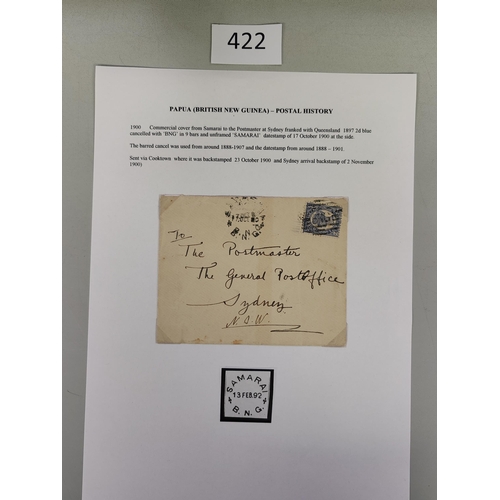 422
PAPUA (BRITISH NEW GUINEA) – POSTAL HISTORY
1900 Commercial cover from Samarai to the Postmaster at Sydney franked with Queensland 1897 2d blue
cancelled with 'BNG' in 9 bars and unframed 'SAMARAI' datestamp of 17 October 1900 at the side.
The barred cancel was used from around 1888-1907 and the datestamp from around 1888 – 1901.
Sent via Cooktown where it was backstamped 23 October 1900 and Sydney arrival backstamp of 2 November
1900)
B.N.G.
To
The Postmaster
The General Post Office
Sydney
N.S.W.
SAMARAI
13 FEB.92
B.N.G.